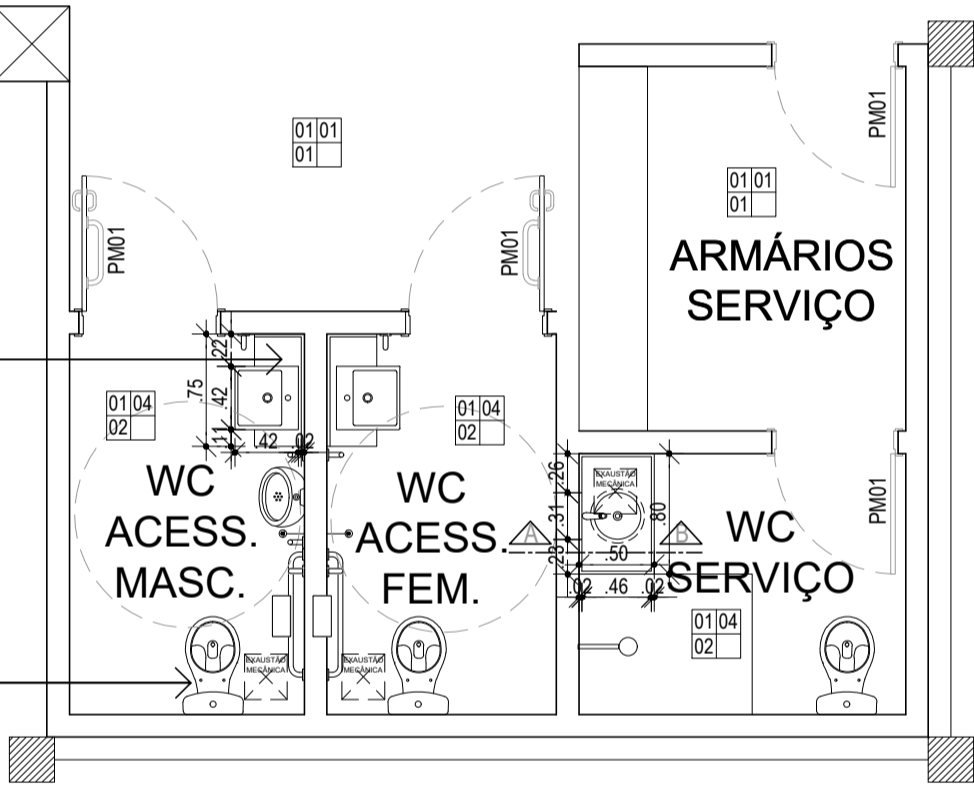 01 01
01
PM01
01 01
01
ARMÁRIOS
SERVIÇO
PM01
PM01
.22
.75
.42
.11
.42 .02
01 04
02
01 04
02
WC
ACESS.
MASC.
WC
ACESS.
FEM.
.26
.31
.23
EXAUSTÃO
MECÂNICA
.80
A
B
.50
.02 .46 .02
WC
SERVIÇO
PM01
01 04
02
EXAUSTÃO
MECÂNICA
EXAUSTÃO
MECÂNICA